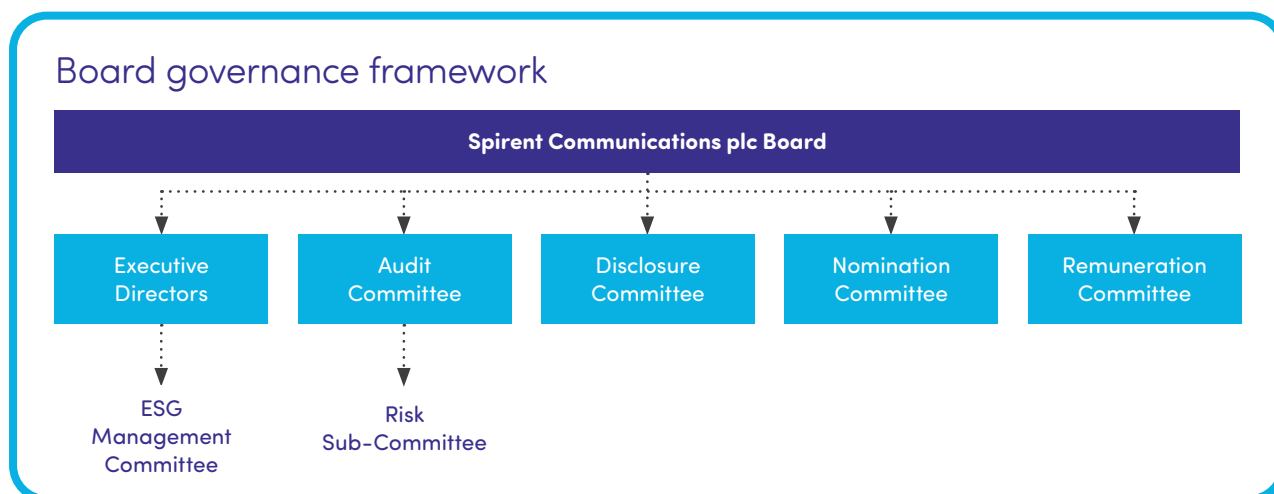 Board governance framework
Spirent Communications plc Board
Executive
Directors
Audit
Committee
Disclosure
Committee
Nomination
Committee
Remuneration
Committee
ESG
Management
Committee
Risk
Sub-Committee